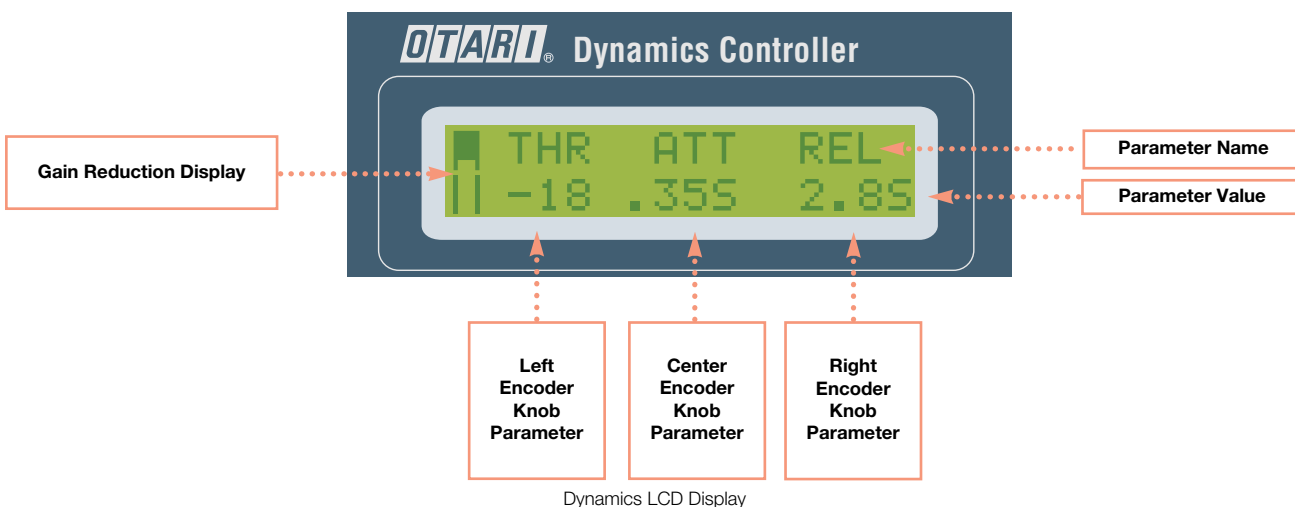 OTARI® Dynamics Controller
THR ATT REL
-18 .35S 2.8S
Gain Reduction Display
Parameter Name
Parameter Value
Left
Encoder
Knob
Parameter
Center
Encoder
Knob
Parameter
Right
Encoder
Knob
Parameter
Dynamics LCD Display